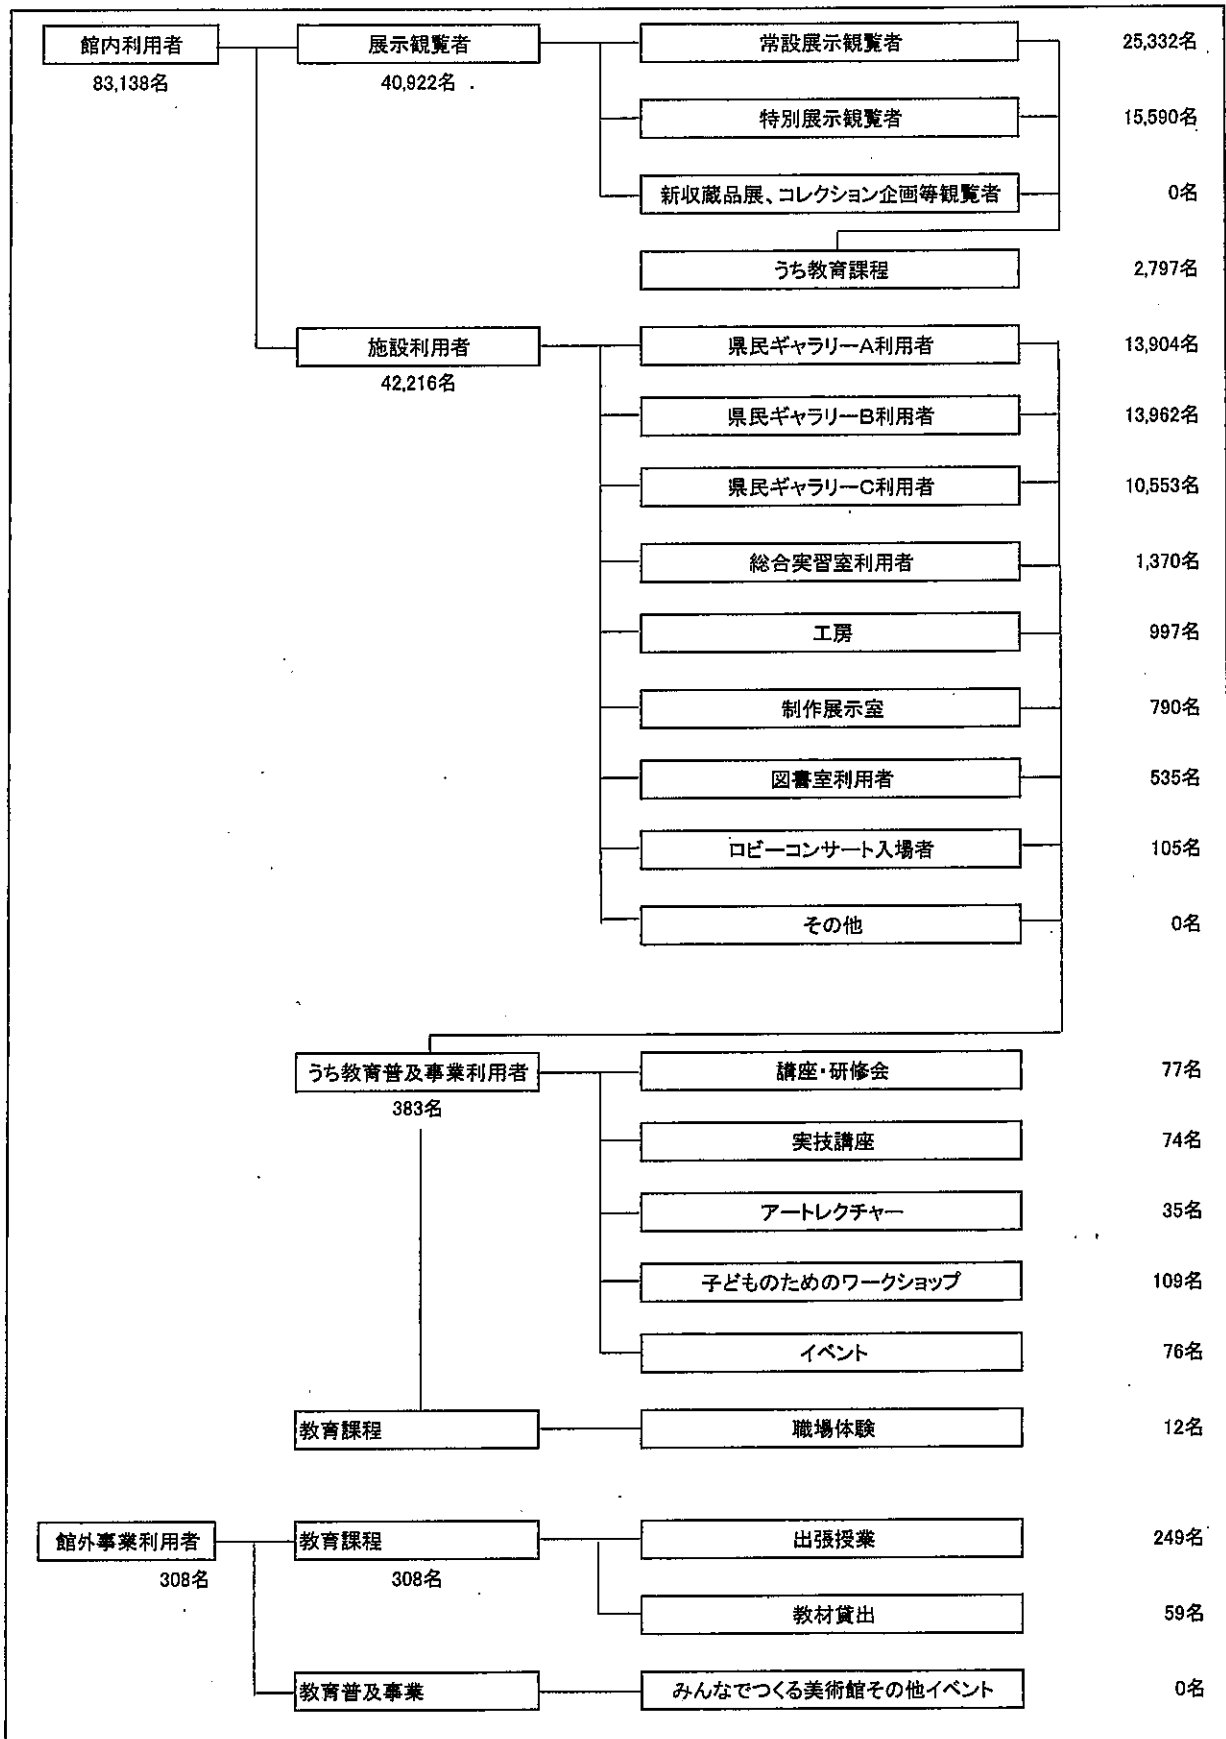 館内利用者 展示観覧者 常設展示観覧者 25,332名
83,138名 40,922名
特別展示観覧者 15,590名
新収蔵品展、コレクション企画等観覧者 0名
うち教育課程 2,797名
施設利用者 県民ギャラリーA利用者 13,904名
42,216名
県民ギャラリーB利用者 13,962名
県民ギャラリーC利用者 10,553名
総合実習室利用者 1,370名
工房 997名
制作展示室 790名
図書室利用者 535名
ロビーコンサート入場者 105名
その他 0名
うち教育普及事業利用者 講座・研修会 77名
383名
実技講座 74名
アートレクチャー 35名
子どものためのワークショップ 109名
イベント 76名
教育課程 職場体験 12名
館外事業利用者 教育課程 出張授業 249名
308名 308名
教材貸出 59名
教育普及事業 みんなでつくる美術館その他イベント 0名